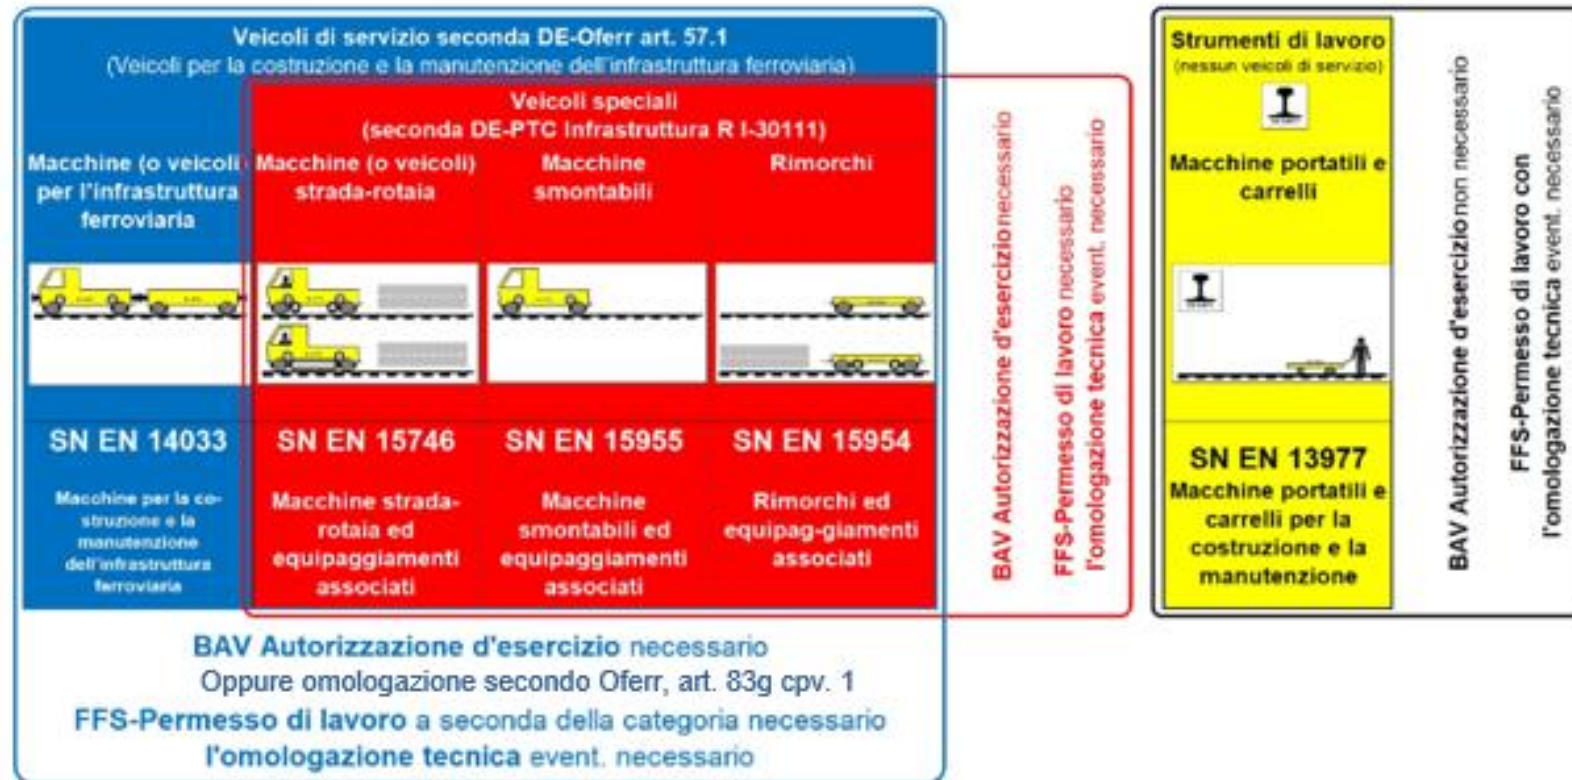 Veicoli di servizio seconda DE-Oferr art. 57.1
(Veicoli per la costruzione e la manutenzione dell'infrastruttura ferroviaria)
Veicoli speciali
(seconda DE-PTC Infrastruttura R I-30111)
Macchine (o veicoli)
per l'infrastruttura
ferroviaria
Macchine (o veicoli)
strada-rotaia
Macchine
smontabili
Rimorchi
SN EN 14033
SN EN 15746
SN EN 15955
SN EN 15954
Macchine per la co-
struzione e la
manutenzione
dell'infrastruttura
ferroviaria
Macchine strada-
rotaia ed
equipaggiamenti
associati
Macchine
smontabili ed
equipaggiamenti
associati
Rimorchi ed
equipag-giamenti
associati
BAV Autorizzazione d'esercizio necessario
Oppure omologazione secondo Oferr, art. 83g cpv. 1
FFS-Permesso di lavoro a seconda della categoria necessario
l'omologazione tecnica event. necessario
BAV Autorizzazione d'esercizionecessario
FFS-Permesso di lavoro necessario
l'omologazione tecnica event. necessario
Strumenti di lavoro
(nessun veicoli di servizio)
Macchine portatili e
carrelli
SN EN 13977
Macchine portatili e
carrelli per la
costruzione e la
manutenzione
BAV Autorizzazione d'esercizionon necessario
FFS-Permesso di lavoro con
l'omologazione tecnica event. necessario